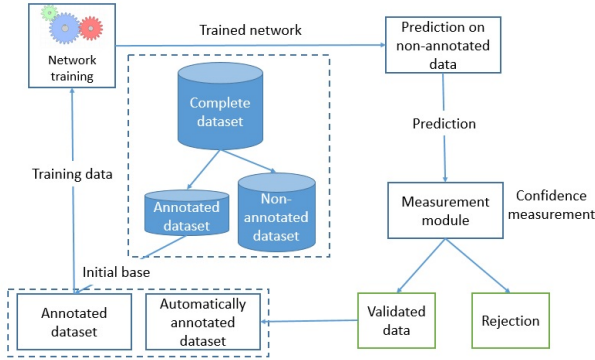 Network
training
Trained network
Prediction on
non-annotated
data
Complete
dataset
Annotated
dataset
Non-
annotated
dataset
Prediction
Training data
Measurement
module
Confidence
measurement
Initial base
Annotated
dataset
Automatically
annotated
dataset
Validated
data
Rejection